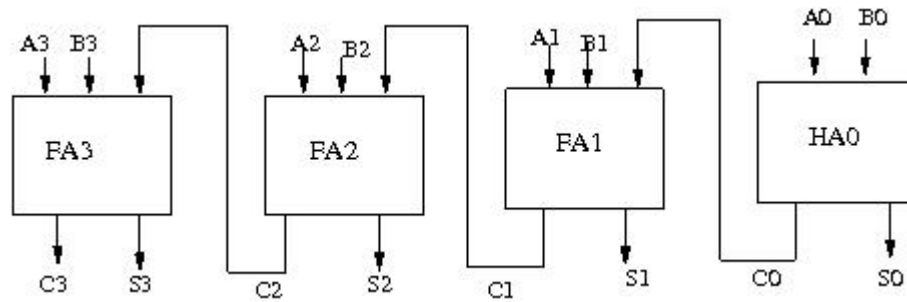 A3 B3 A2 B2 A1 B1 A0 B0
FA3 FA2 FA1 HA0
C3 S3 C2 S2 C1 S1 C0 S0